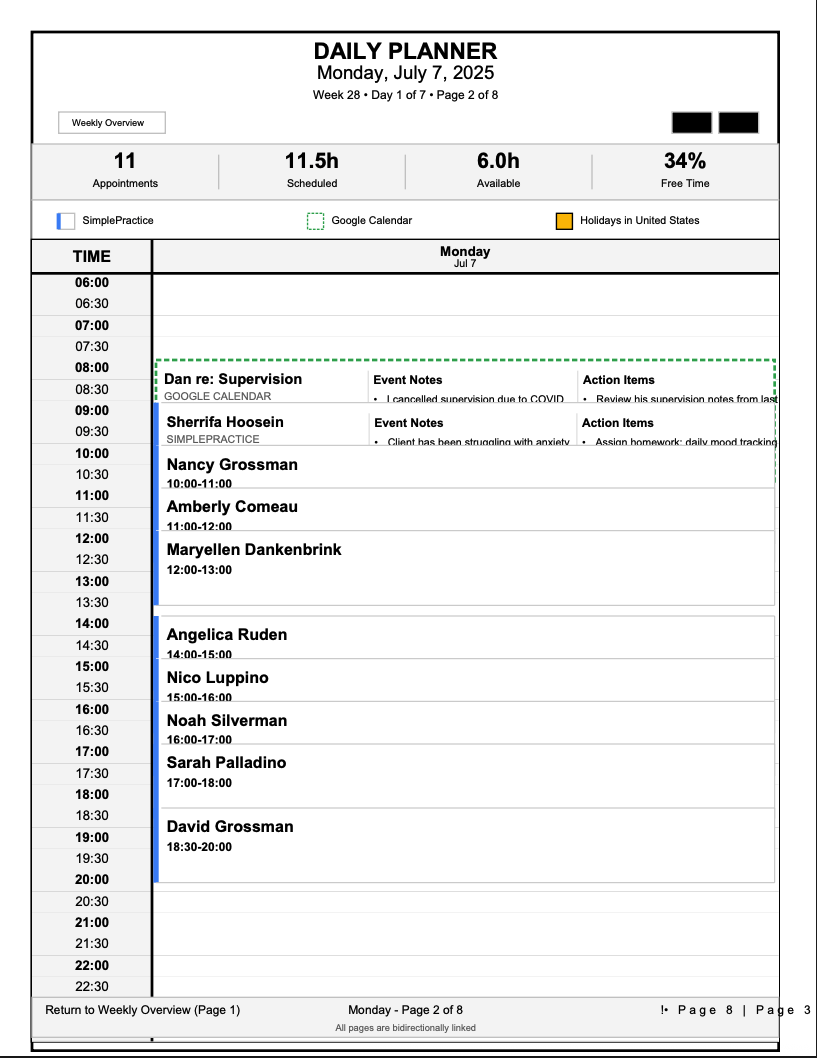 DAILY PLANNER
Monday, July 7, 2025
Week 28 • Day 1 of 7 • Page 2 of 8
Weekly Overview
11 11.5h 6.0h 34%
Appointments Scheduled Available Free Time
SimplePractice Google Calendar Holidays in United States
TIME Monday
Jul 7
06:00
06:30
07:00
07:30
08:00
Dan re: Supervision Event Notes Action Items
08:30 GOOGLE CALENDAR • I cancelled supervision due to COVID • Review his supervision notes from last
09:00
Sherrifa Hoosein Event Notes Action Items
09:30 SIMPLEPRACTICE • Client has been struggling with anxiety • Assign homework: daily mood tracking
10:00
Nancy Grossman
10:30 10:00-11:00
11:00
Amberly Comeau
11:30 11:00-12:00
12:00
Maryellen Dankenbrink
12:30 12:00-13:00
13:00
13:30
14:00
Angelica Ruden
14:30 14:00-15:00
15:00
Nico Luppino
15:30 15:00-16:00
16:00
Noah Silverman
16:30 16:00-17:00
17:00
Sarah Palladino
17:30 17:00-18:00
18:00
18:30
David Grossman
19:00 18:30-20:00
19:30
20:00
20:30
21:00
21:30
22:00
22:30
Return to Weekly Overview (Page 1) Monday - Page 2 of 8 !• Page 8 | Page 3
All pages are bidirectionally linked